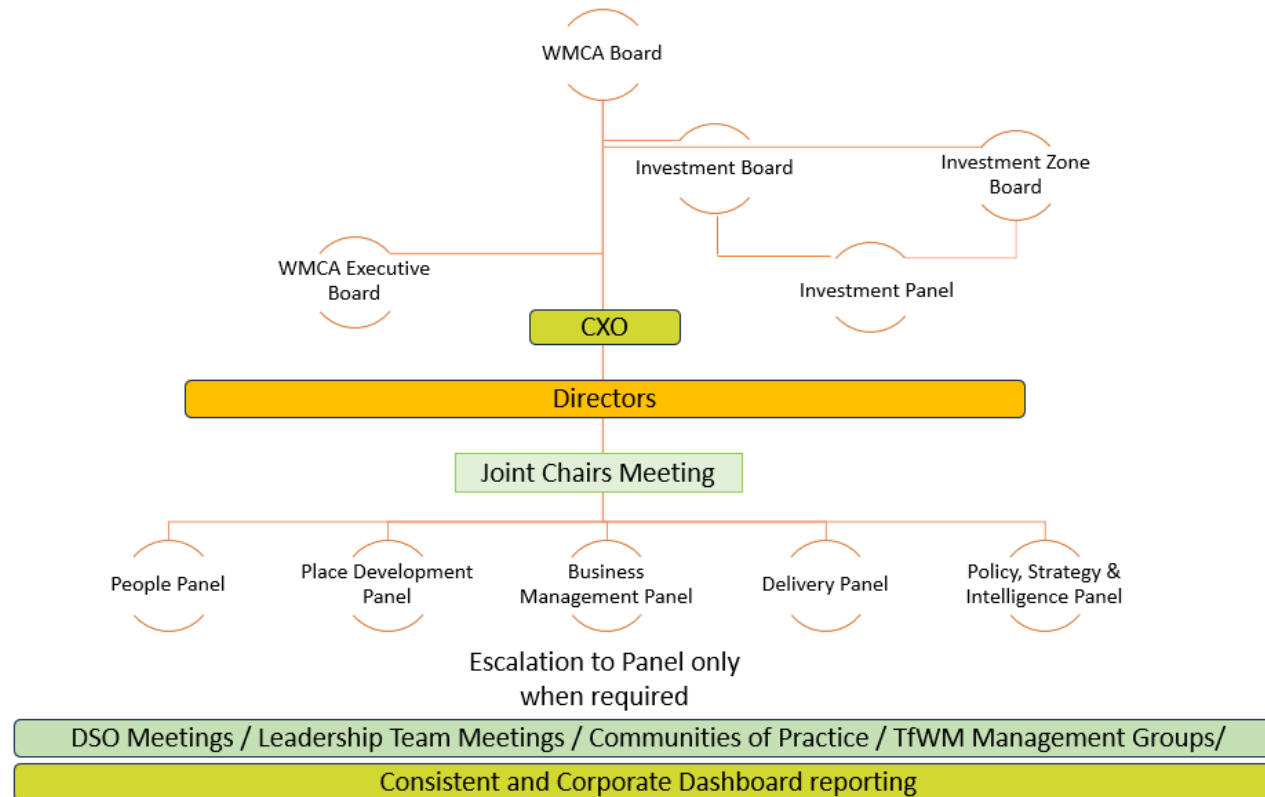 WMCA Board
Investment Board
Investment Zone
Board
WMCA Executive
Board
Investment Panel
CXO
Directors
Joint Chairs Meeting
People Panel
Place Development
Panel
Business
Management Panel
Delivery Panel
Policy, Strategy &
Intelligence Panel
Escalation to Panel only
when required
DSO Meetings / Leadership Team Meetings / Communities of Practice / TfWM Management Groups/
Consistent and Corporate Dashboard reporting